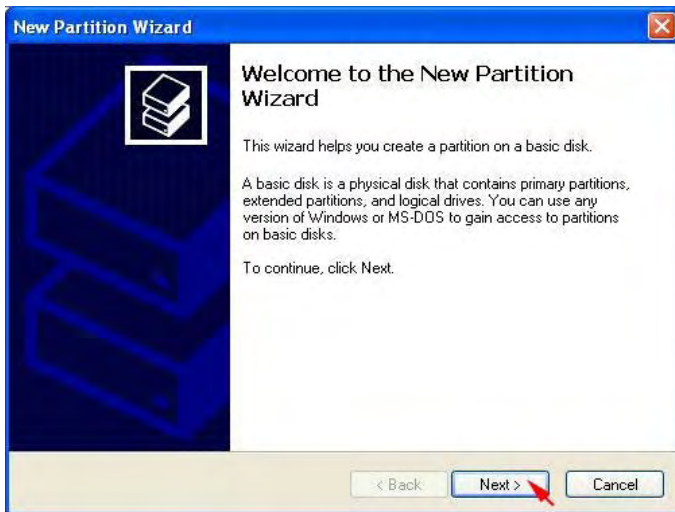 New Partition Wizard
Welcome to the New Partition
Wizard
This wizard helps you create a partition on a basic disk.
A basic disk is a physical disk that contains primary partitions,
extended partitions, and logical drives. You can use any
version of Windows or MS-DOS to gain access to partitions
on basic disks.
To continue, click Next.
< Back
Next >
Cancel